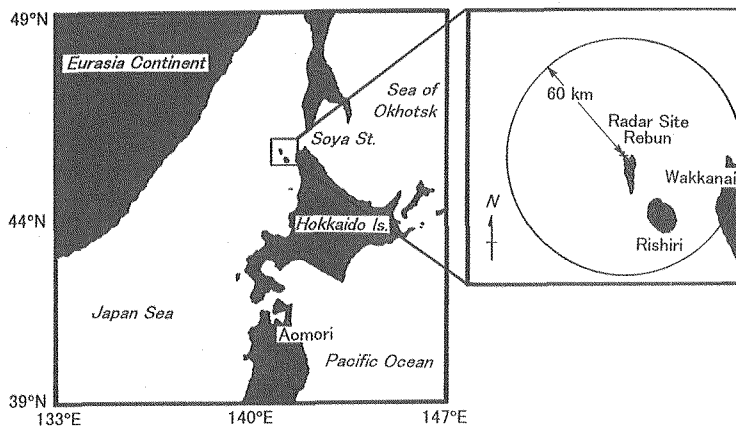 49°N
Eurasia Continent
Sea of
Okhotsk
Soya St.
44°N
Hokkaido Is.
Japan Sea
Aomori
Pacific Ocean
39°N
133°E
140°E
147°E
60 km
Radar Site
Rebun
Wakkanai
N
Rishiri